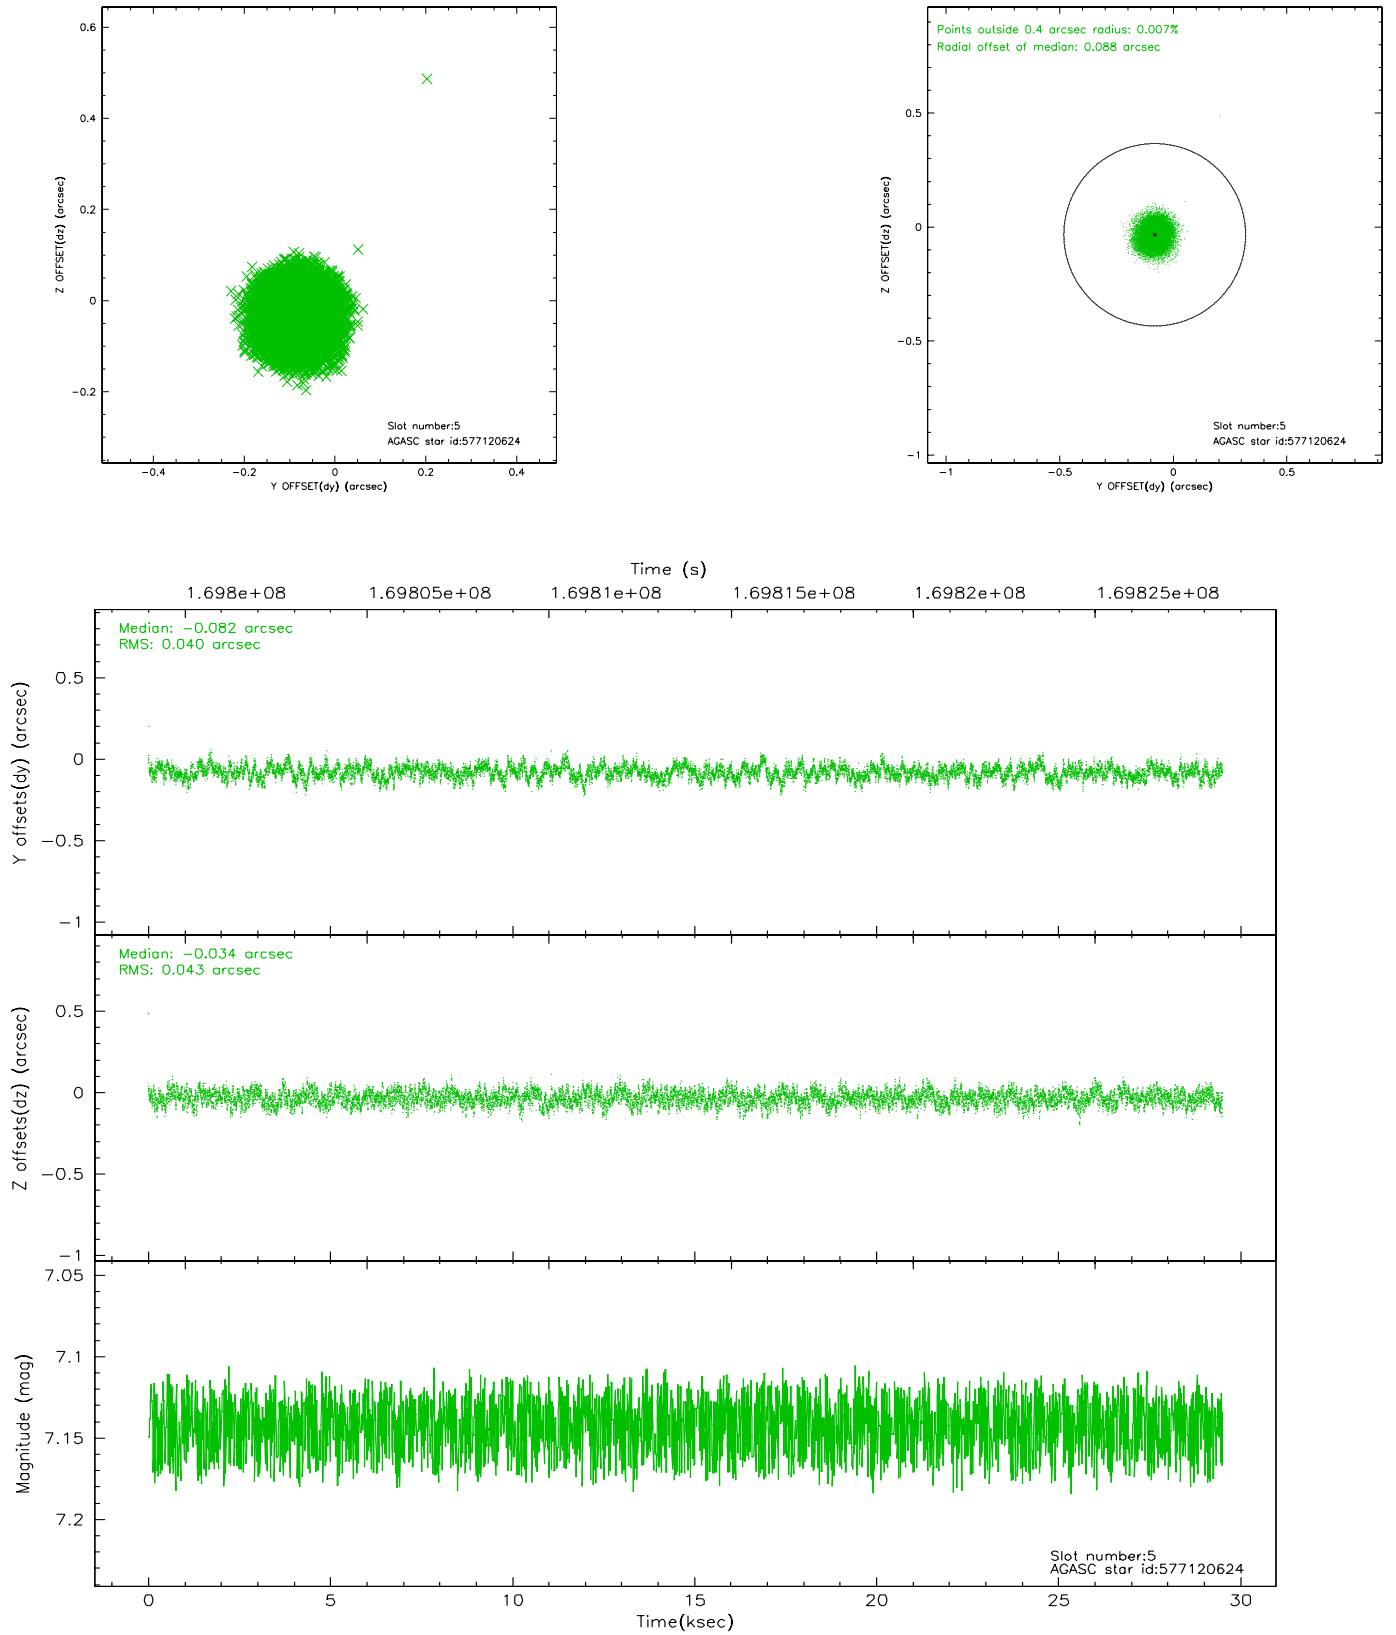 0.6
0.4
0.2
0
−0.2
Z OFFSET(dz) (arcsec)
Slot number:5
AGASC star id:577120624
−0.4 −0.2 0 0.2 0.4
Y OFFSET(dy) (arcsec)
Points outside 0.4 arcsec radius: 0.007%
Radial offset of median: 0.088 arcsec
0.5
0
−0.5
−1
Z OFFSET(dz) (arcsec)
Slot number:5
AGASC star id:577120624
−1 −0.5 0 0.5
Y OFFSET(dy) (arcsec)
Time (s)
1.698e+08 1.69805e+08 1.6981e+08 1.69815e+08 1.6982e+08 1.69825e+08
Median: −0.082 arcsec
RMS: 0.040 arcsec
0.5
0
−0.5
−1
Y offsets(dy) (arcsec)
Median: −0.034 arcsec
RMS: 0.043 arcsec
0.5
0
−0.5
−1
Z offsets(dz) (arcsec)
7.05
7.1
7.15
7.2
Magnitude (mag)
Slot number:5
AGASC star id:577120624
0 5 10 15 20 25 30
Time(ksec)